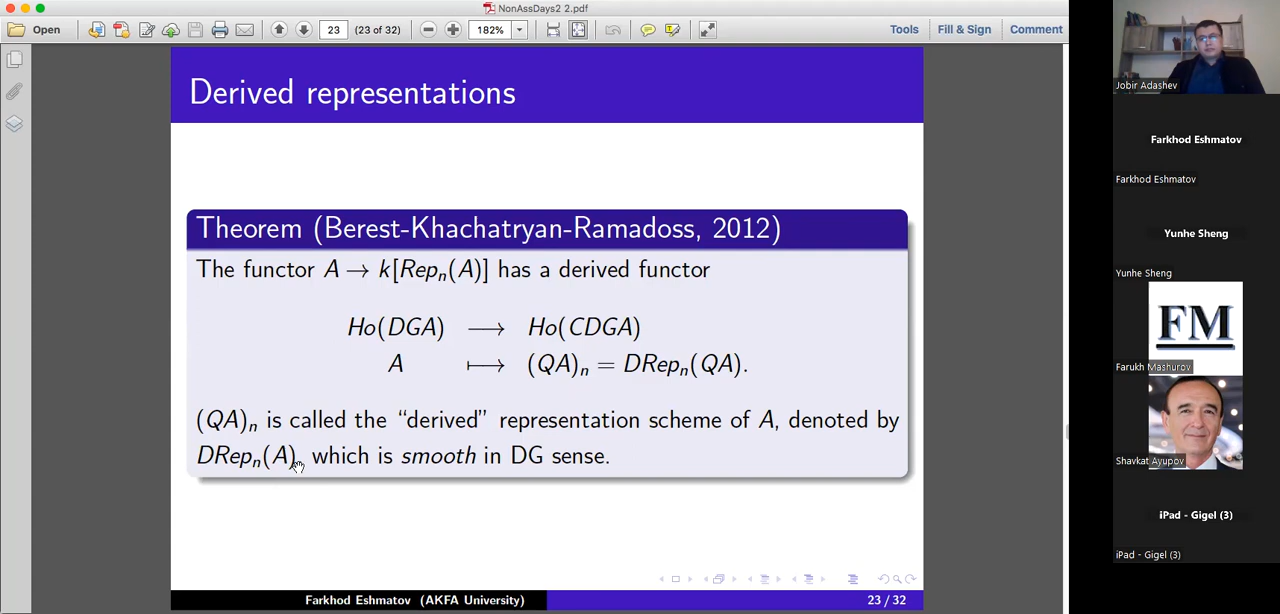 NonAssDays2 2.pdf
Open
23
(23 of 32)
182%
Tools
Fill & Sign
Comment
Derived representations
Theorem (Berest-Khachatryan-Ramadoss, 2012)
The functor A → k[Repₙ(A)] has a derived functor
Ho(DGA) ⟶ Ho(CDGA)
A ⟼ (QA)ₙ = DRepₙ(QA).
(QA)ₙ is called the “derived” representation scheme of A, denoted by
DRepₙ(A), which is smooth in DG sense.
Farkhod Eshmatov (AKFA University)
23 / 32
Jobir Adashev
Farkhod Eshmatov
Farkhod Eshmatov
Yunhe Sheng
Yunhe Sheng
FM
Farukh Mashurov
Shavkat Ayupov
iPad - Gigel (3)
iPad - Gigel (3)